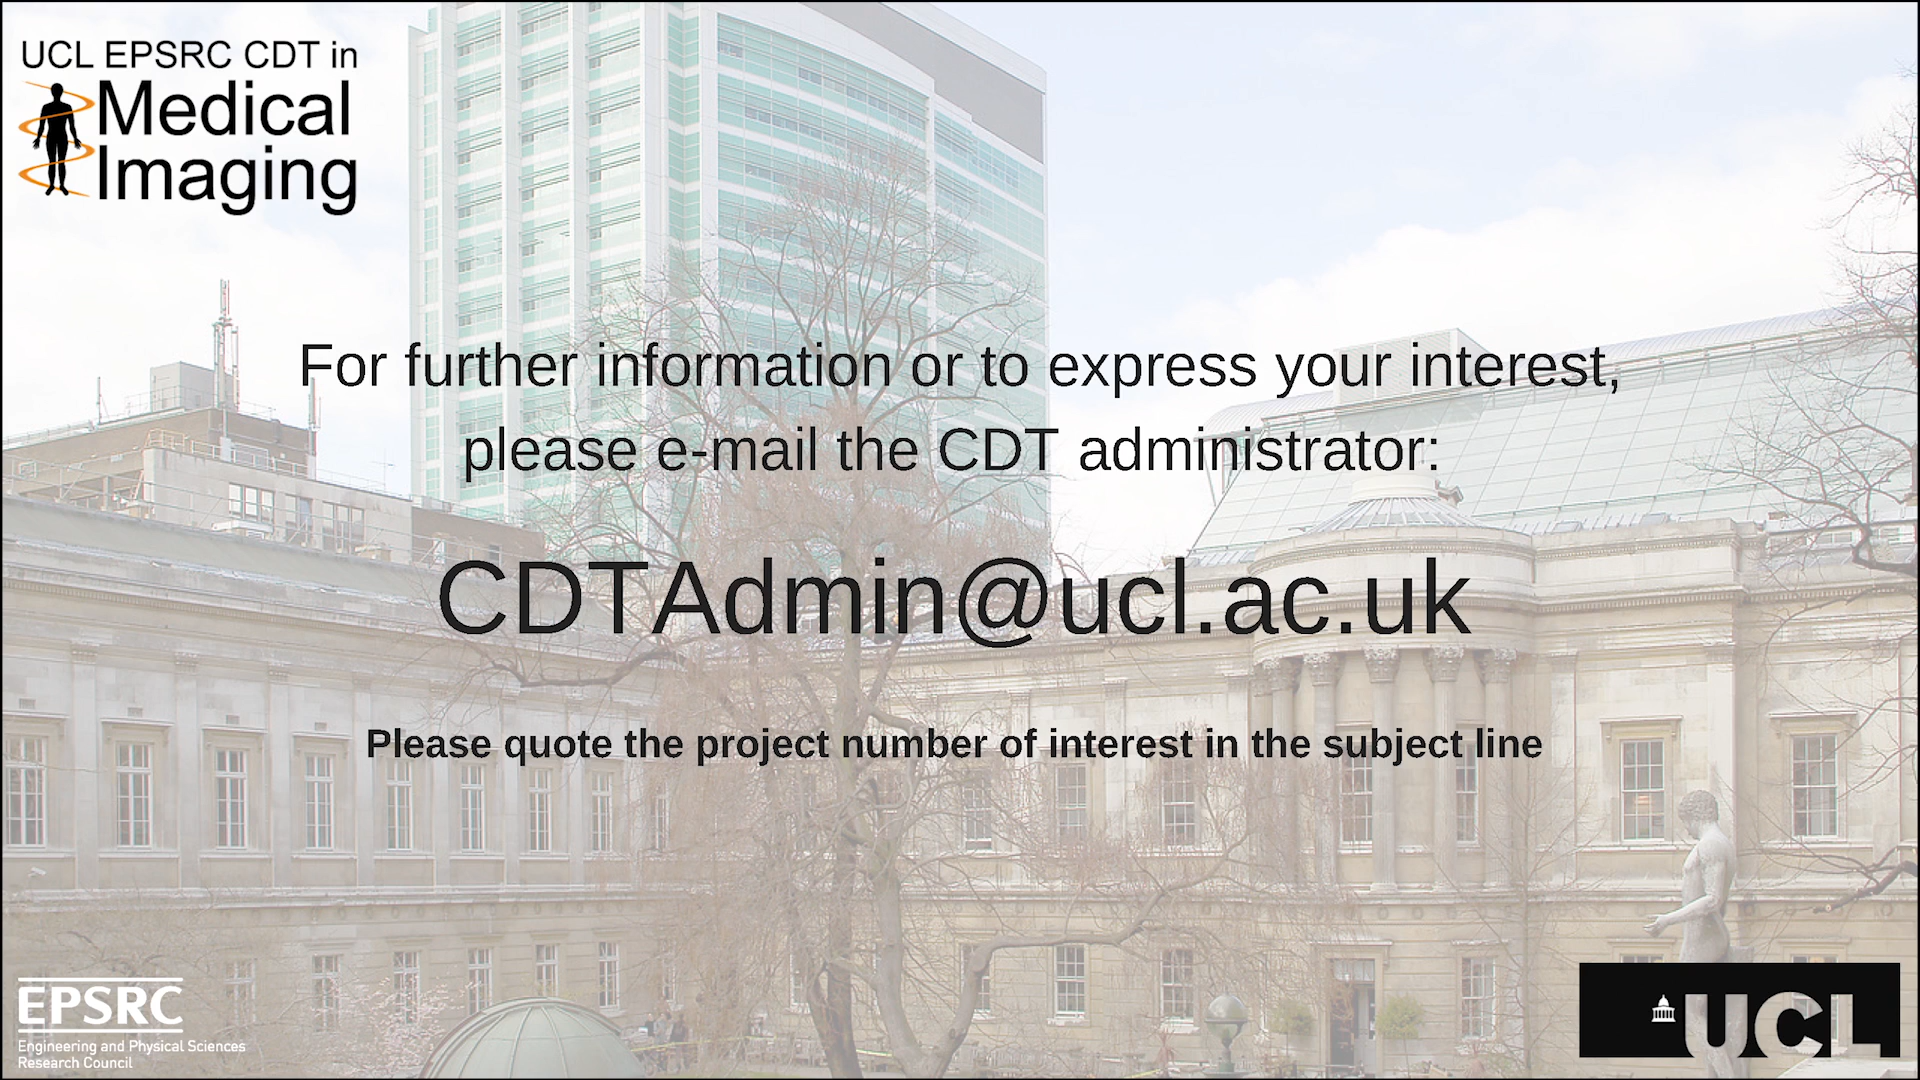 UCL EPSRC CDT in
Medical
Imaging
For further information or to express your interest,
please e-mail the CDT administrator:
CDTAdmin@ucl.ac.uk
Please quote the project number of interest in the subject line
EPSRC
Engineering and Physical Sciences
Research Council
UCL